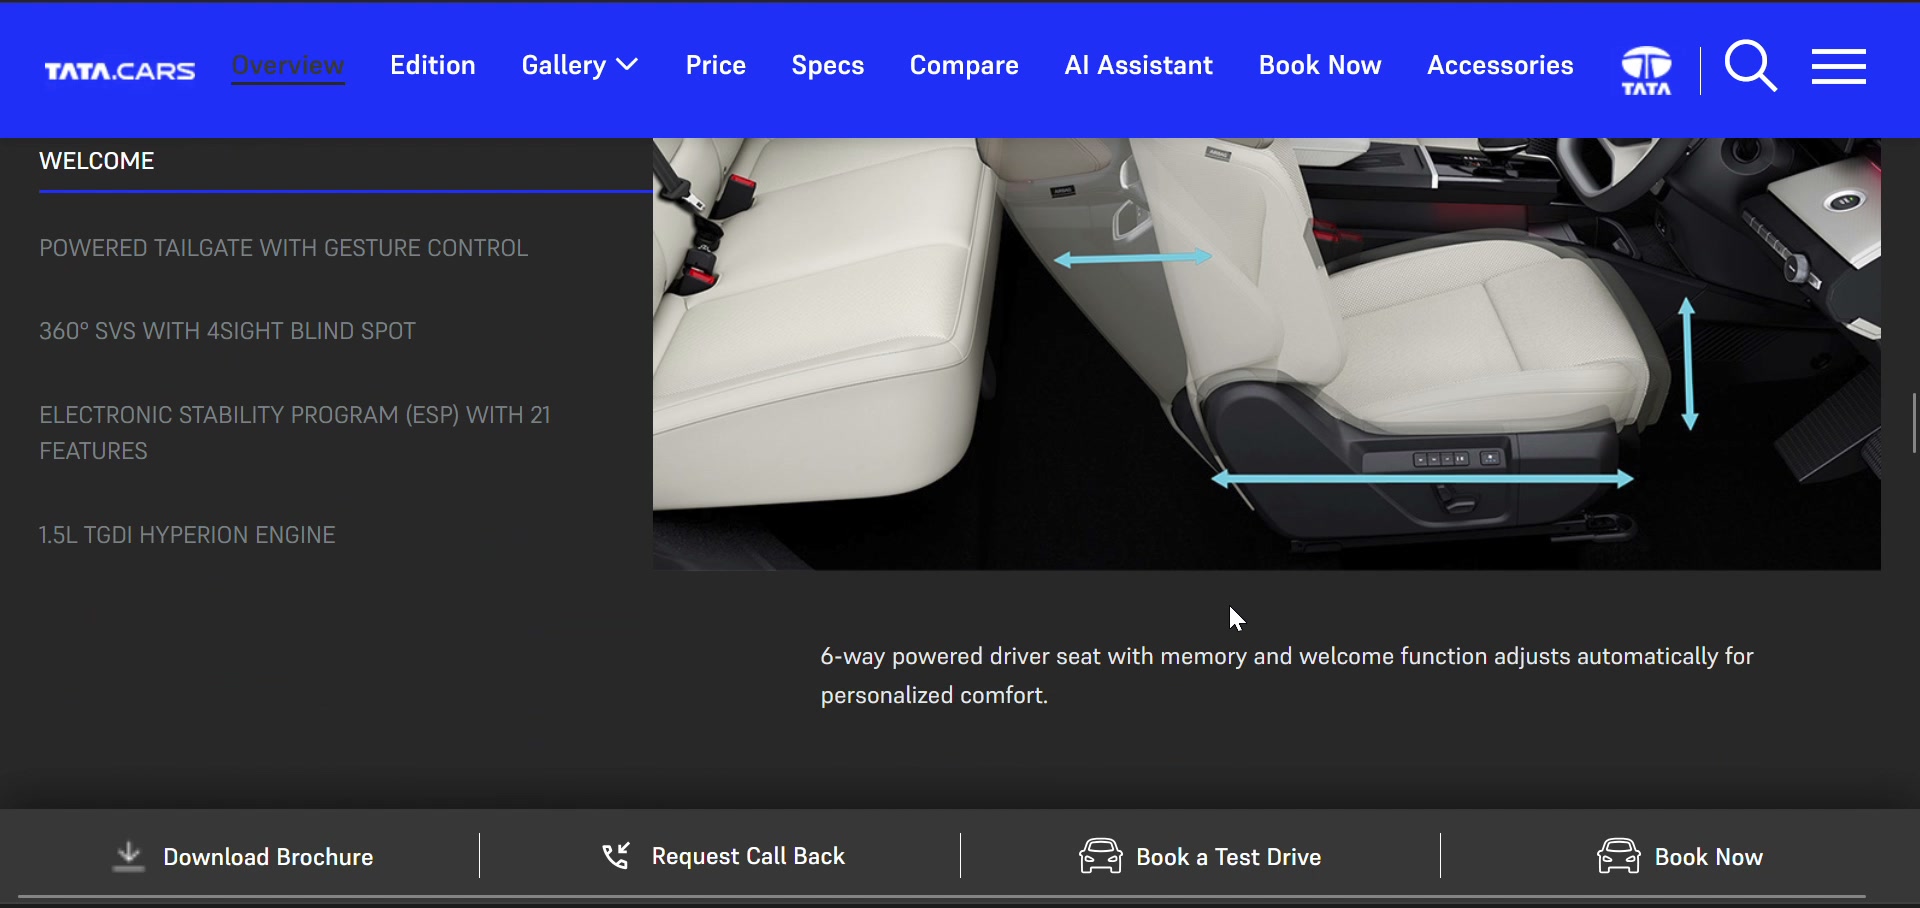 TATA.CARS
Overview
Edition
Gallery
Price
Specs
Compare
AI Assistant
Book Now
Accessories
TATA
WELCOME
POWERED TAILGATE WITH GESTURE CONTROL
360° SVS WITH 4SIGHT BLIND SPOT
ELECTRONIC STABILITY PROGRAM (ESP) WITH 21
FEATURES
1.5L TGDI HYPERION ENGINE
AIRBAG
AIRBAG
6-way powered driver seat with memory and welcome function adjusts automatically for
personalized comfort.
Download Brochure
Request Call Back
Book a Test Drive
Book Now